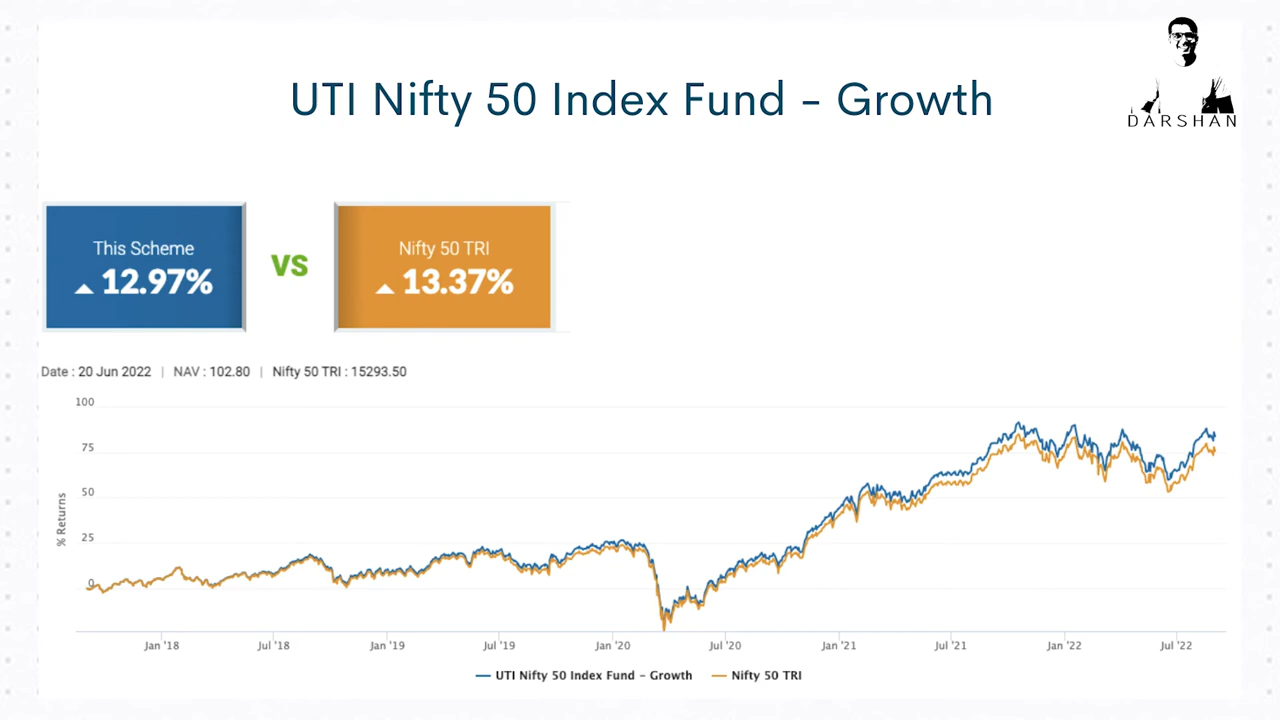 DARSHAN
UTI Nifty 50 Index Fund – Growth
This Scheme
12.97%
VS
Nifty 50 TRI
13.37%
Date : 20 Jun 2022 | NAV : 102.80 | Nifty 50 TRI : 15293.50
100
75
50
25
0
% Returns
Jan '18 Jul '18 Jan '19 Jul '19 Jan '20 Jul '20 Jan '21 Jul '21 Jan '22 Jul '22
UTI Nifty 50 Index Fund – Growth Nifty 50 TRI